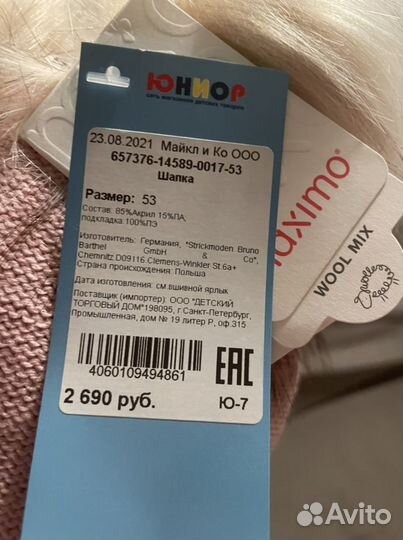 ЮНИОР
сеть магазинов детских товаров
23.08.2021 Майкл и Ко ООО
657376-14589-0017-53
Шапка
Размер: 53
Состав: 85%Акрил 15%ПА,
подкладка:100%ПЭ
Изготовитель: Германия, "Strickmoden Bruno
Barthel GmbH & Co",
Chemnitz D09116 Clemens-Winkler St.6a+
Страна происхождения: Польша
Дата изготовления: см вшивной ярлык
Поставщик (импортер): ООО "ДЕТСКИЙ
ТОРГОВЫЙ ДОМ"198095, г Санкт-Петербург,
Промышленная, дом № 19 литер Р, оф.315
4060109494861
EAC
2 690 руб.
Ю-7
maximo
WOOL MIX
Avito